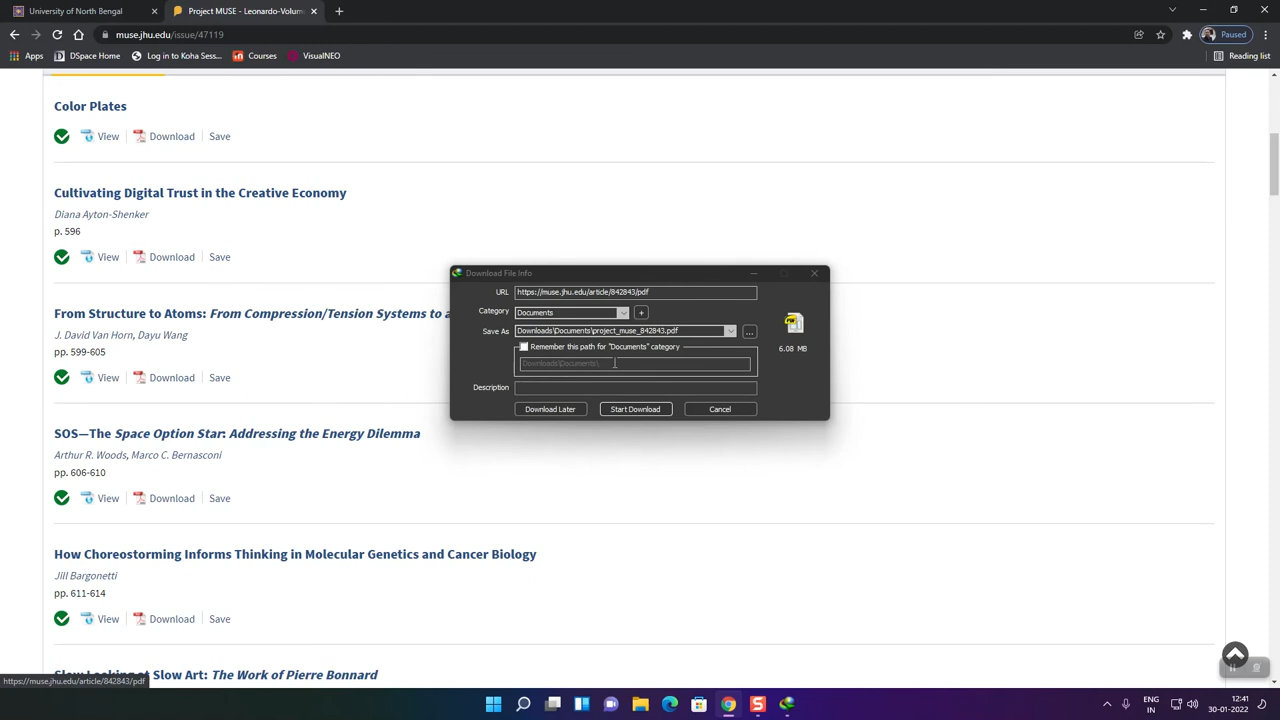 University of North Bengal
Project MUSE - Leonardo-Volum
muse.jhu.edu/issue/47119
Paused
Apps
DSpace Home
Log in to Koha Sess...
Courses
VisualNEO
Reading list
Color Plates
View Download Save
Cultivating Digital Trust in the Creative Economy
Diana Ayton-Shenker
p. 596
View Download Save
From Structure to Atoms: From Compression/Tension Systems to a
J. David Van Horn, Dayu Wang
pp. 599-605
View Download Save
SOS—The Space Option Star: Addressing the Energy Dilemma
Arthur R. Woods, Marco C. Bernasconi
pp. 606-610
View Download Save
How Choreostorming Informs Thinking in Molecular Genetics and Cancer Biology
Jill Bargonetti
pp. 611-614
View Download Save
Slow Looking at Slow Art: The Work of Pierre Bonnard
https://muse.jhu.edu/article/842843/pdf
Download File Info
URL https://muse.jhu.edu/article/842843/pdf
Category Documents +
Save As Downloads\Documents\project_muse_842843.pdf ...
6.08 MB
Remember this path for "Documents" category
Downloads\Documents\
Description
Download Later Start Download Cancel
ENG
IN
12:41
30-01-2022